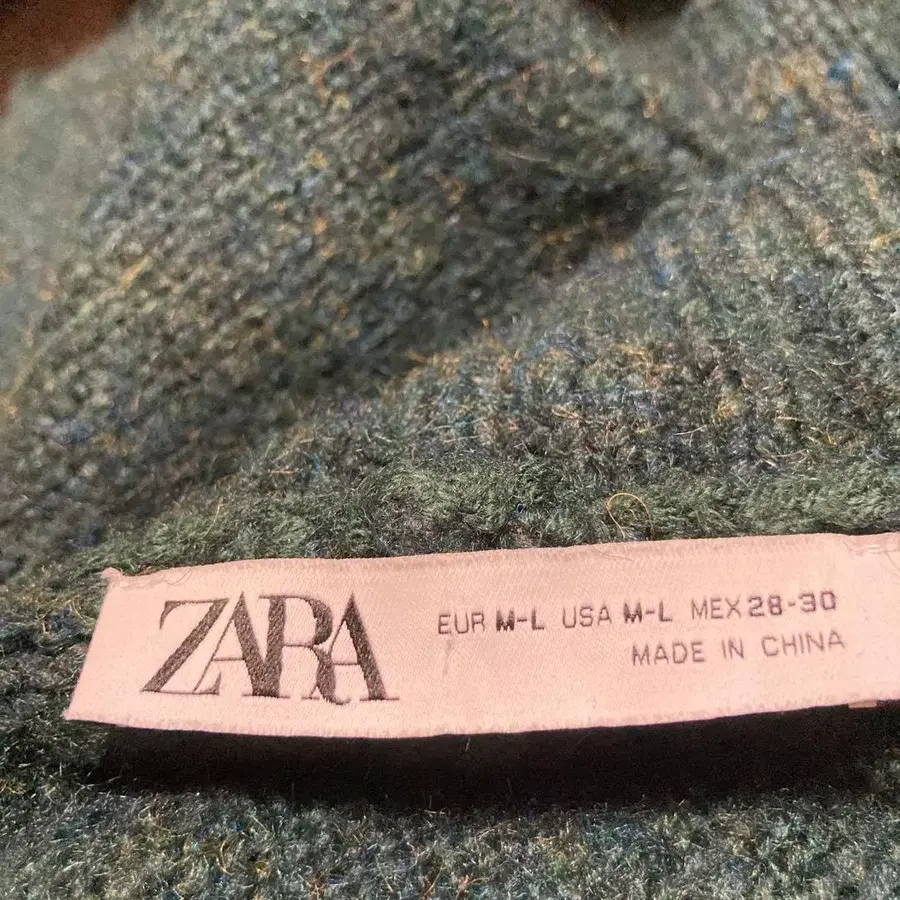 ZARA
EUR M-L USA M-L MEX 28-30
MADE IN CHINA